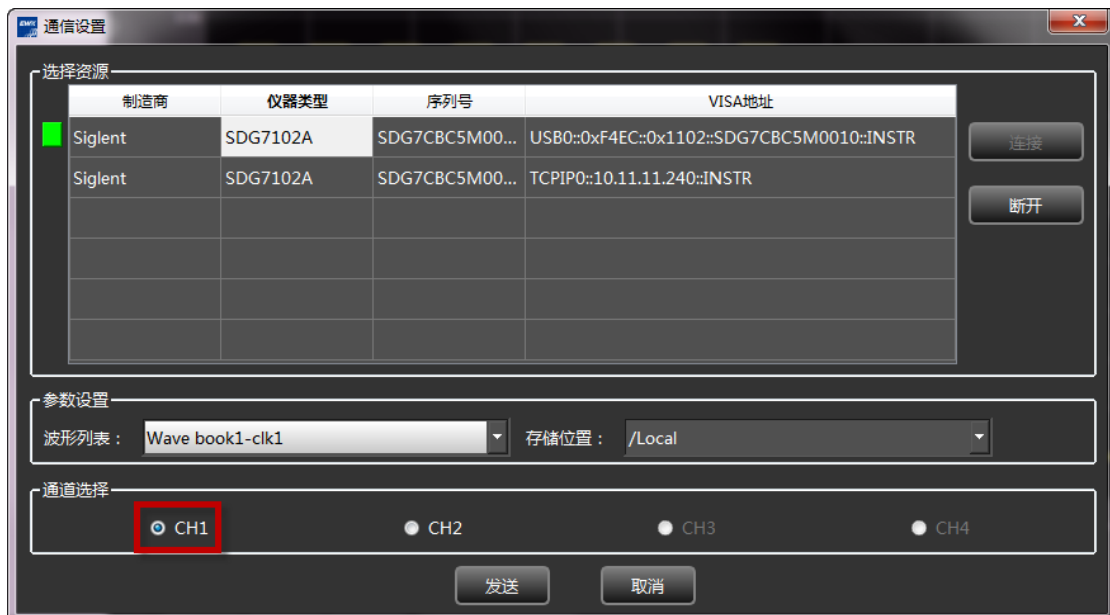 通信设置
选择资源
制造商 仪器类型 序列号 VISA地址
Siglent SDG7102A SDG7CBC5M00... USB0::0xF4EC::0x1102::SDG7CBC5M0010::INSTR 连接
Siglent SDG7102A SDG7CBC5M00... TCPIP0::10.11.11.240::INSTR
断开
参数设置
波形列表： Wave book1-clk1 存储位置： /Local
通道选择
CH1 CH2 CH3 CH4
发送 取消